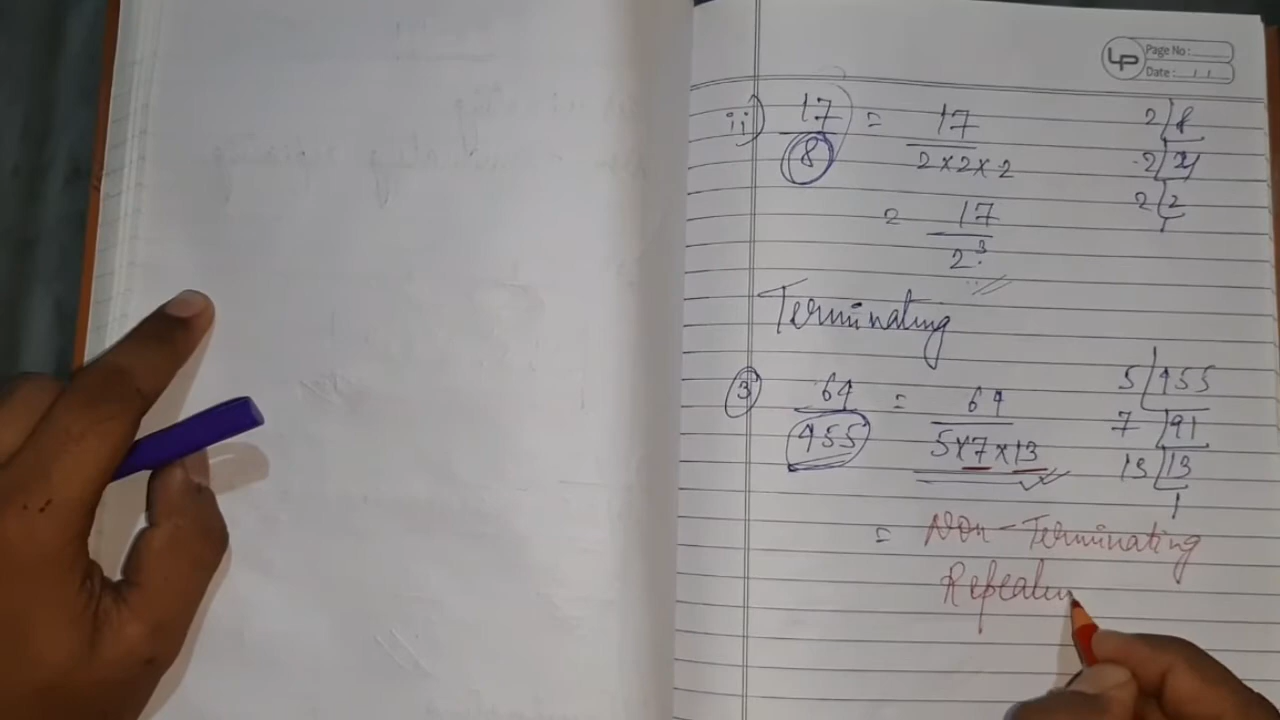 LP
Page No :
Date :
ii) 17/8 = 17/2×2×2
2 | 8
2 | 4
2 | 2
1
= 17/2³
Terminating
3 64/455 = 64/5×7×13
5 | 455
7 | 91
13 | 13
1
= Non-Terminating
Repeatin